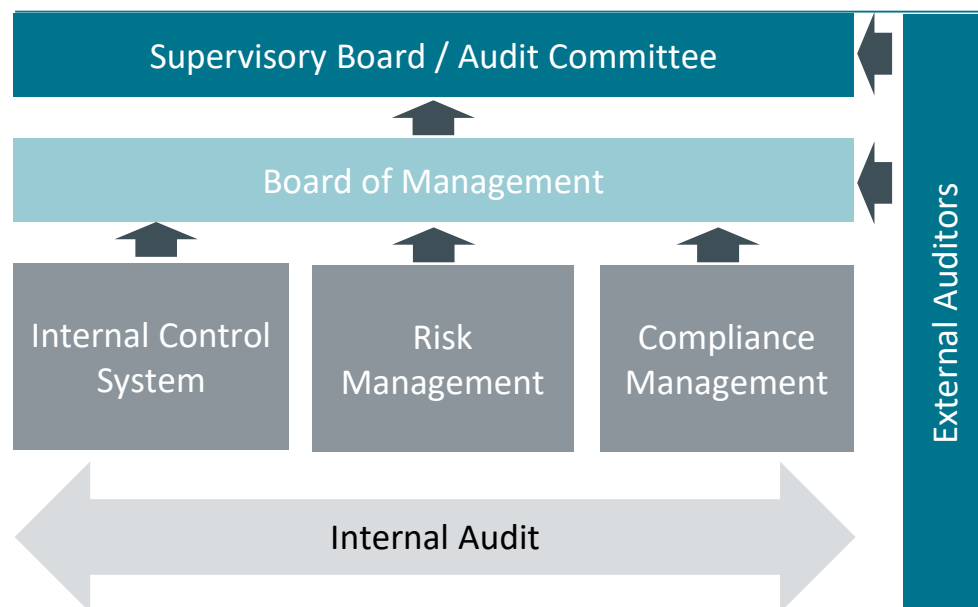 Supervisory Board / Audit Committee
Board of Management
Internal Control
System
Risk
Management
Compliance
Management
Internal Audit
External Auditors